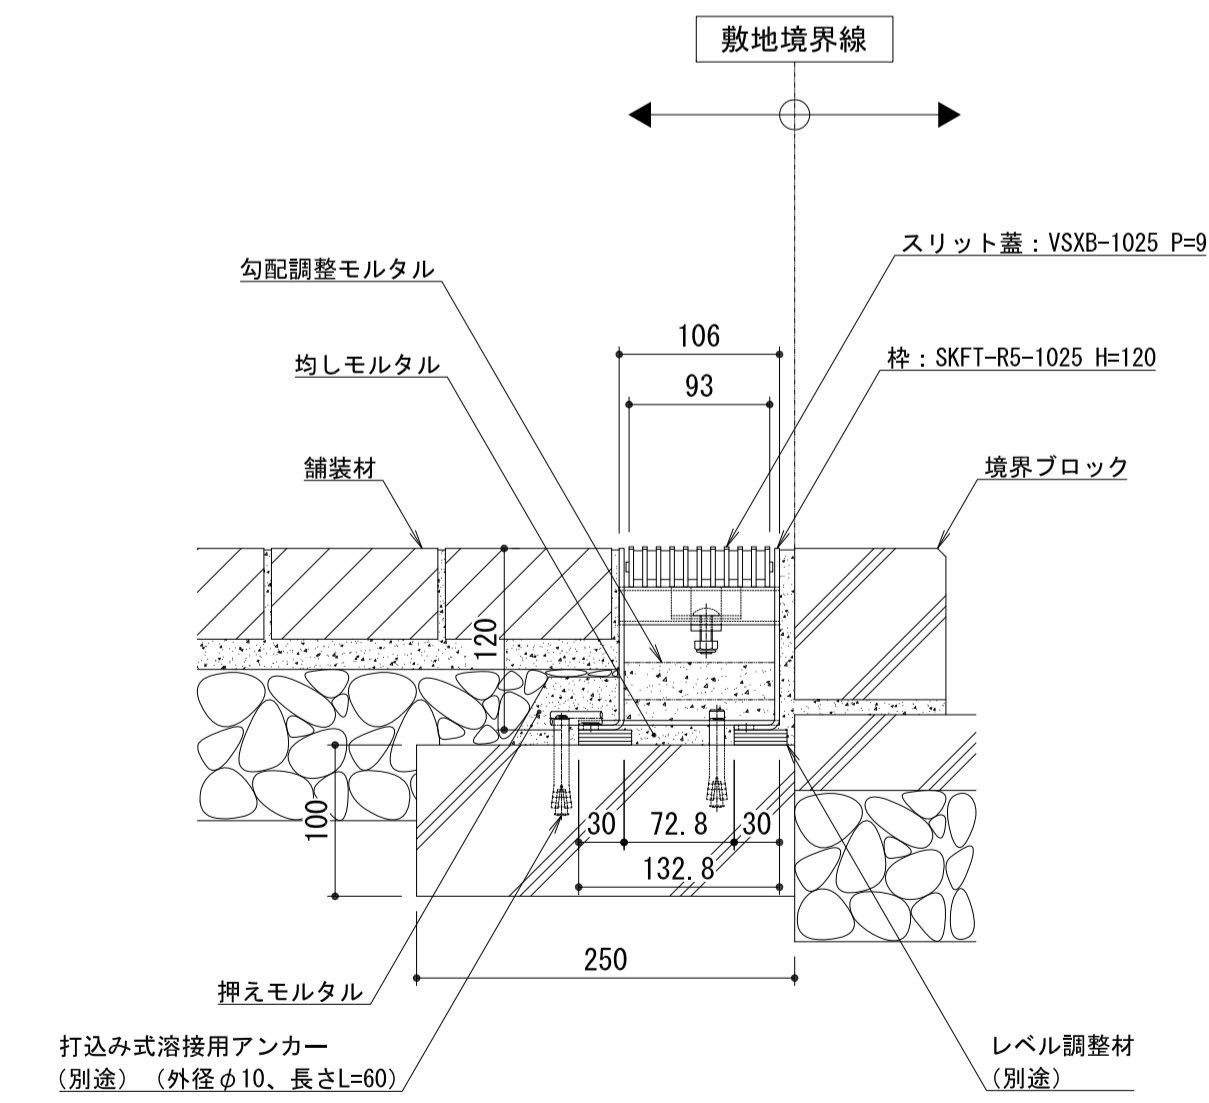 敷地境界線
スリット蓋：VSXB-1025 P=9
勾配調整モルタル
106
枠：SKFT-R5-1025 H=120
均しモルタル
93
舗装材
境界ブロック
120
100
30
72.8
30
132.8
250
押えモルタル
打込み式溶接用アンカー
(別途) (外径φ10、長さL=60)
レベル調整材
(別途)